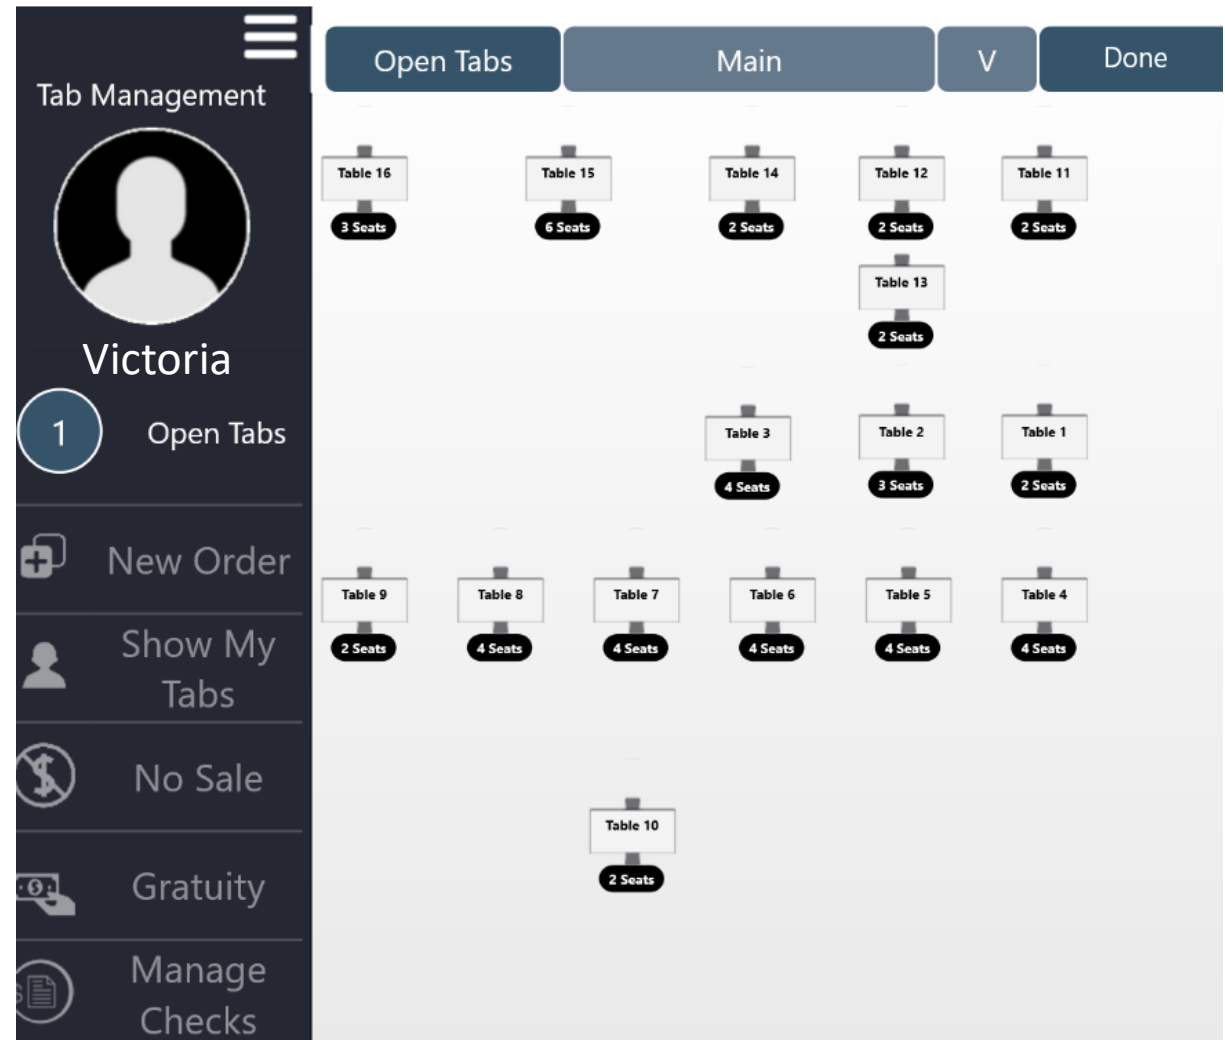 Tab Management
Victoria
1 Open Tabs
New Order
Show My
Tabs
No Sale
Gratuity
Manage
Checks
Open Tabs Main V Done
Table 16 Table 15 Table 14 Table 12 Table 11
3 Seats 6 Seats 2 Seats 2 Seats 2 Seats
Table 13
2 Seats
Table 3 Table 2 Table 1
4 Seats 3 Seats 2 Seats
Table 9 Table 8 Table 7 Table 6 Table 5 Table 4
2 Seats 4 Seats 4 Seats 4 Seats 4 Seats 4 Seats
Table 10
2 Seats